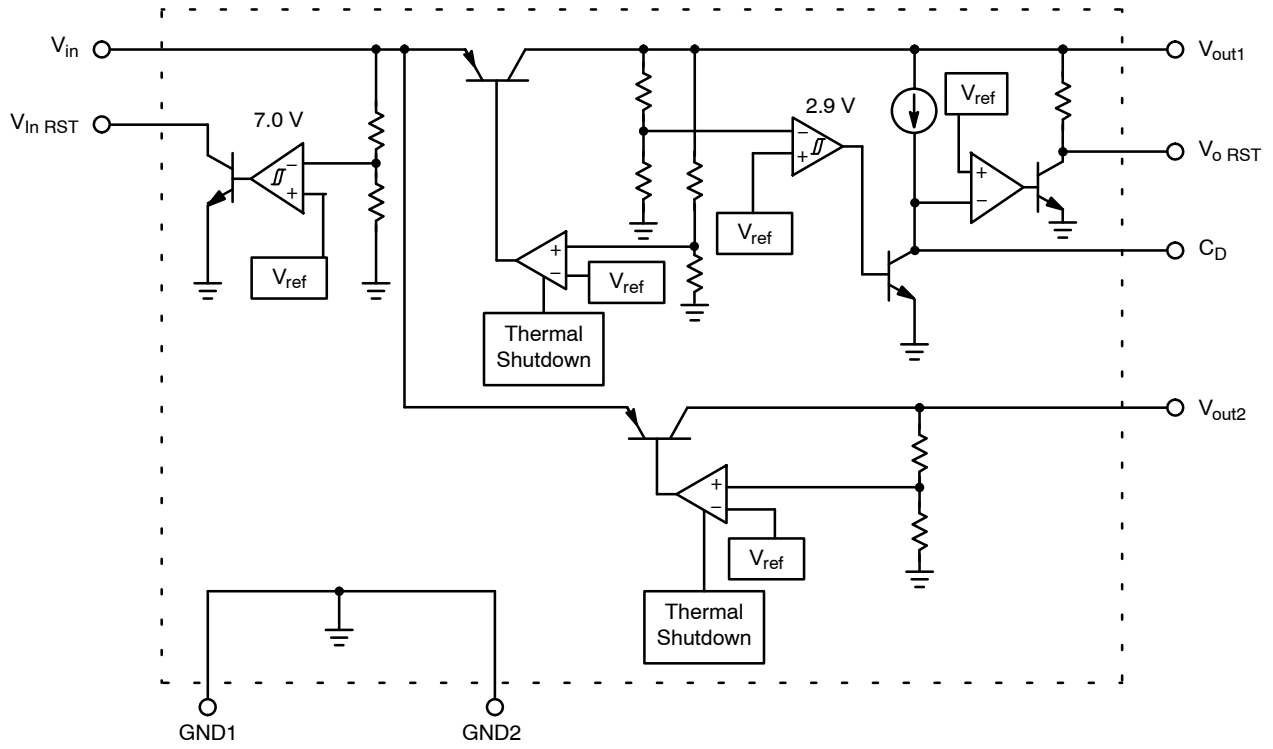 Vin
Vout1
VIn RST
7.0 V
2.9 V
Vref
−
+
Vref
−
+
Vref
+
−
Vo RST
CD
+
−
Vref
Thermal
Shutdown
Vout2
+
−
Vref
Thermal
Shutdown
GND1
GND2